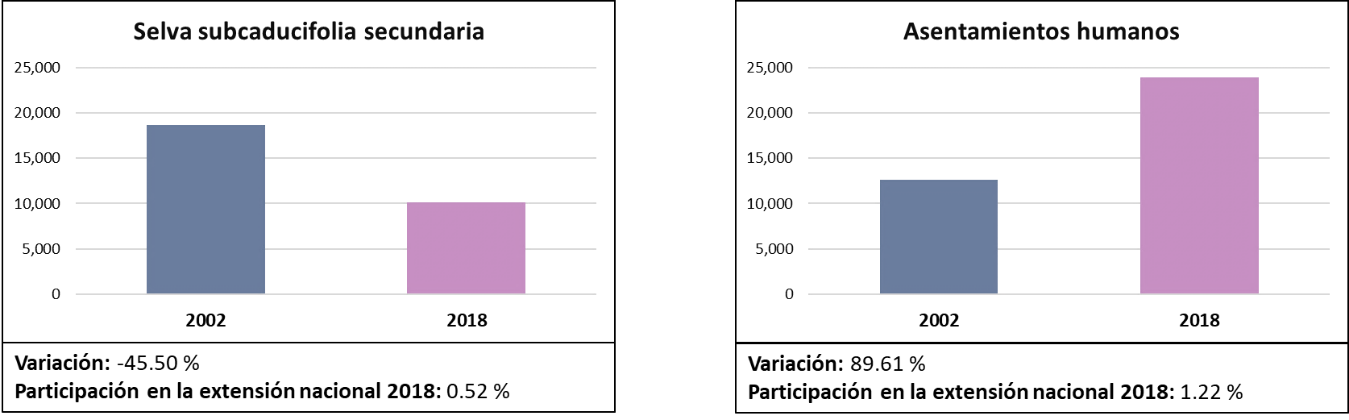 Selva subcaducifolia secundaria
25,000
20,000
15,000
10,000
5,000
0
2002 2018
Variación: -45.50 %
Participación en la extensión nacional 2018: 0.52 %
Asentamientos humanos
25,000
20,000
15,000
10,000
5,000
0
2002 2018
Variación: 89.61 %
Participación en la extensión nacional 2018: 1.22 %